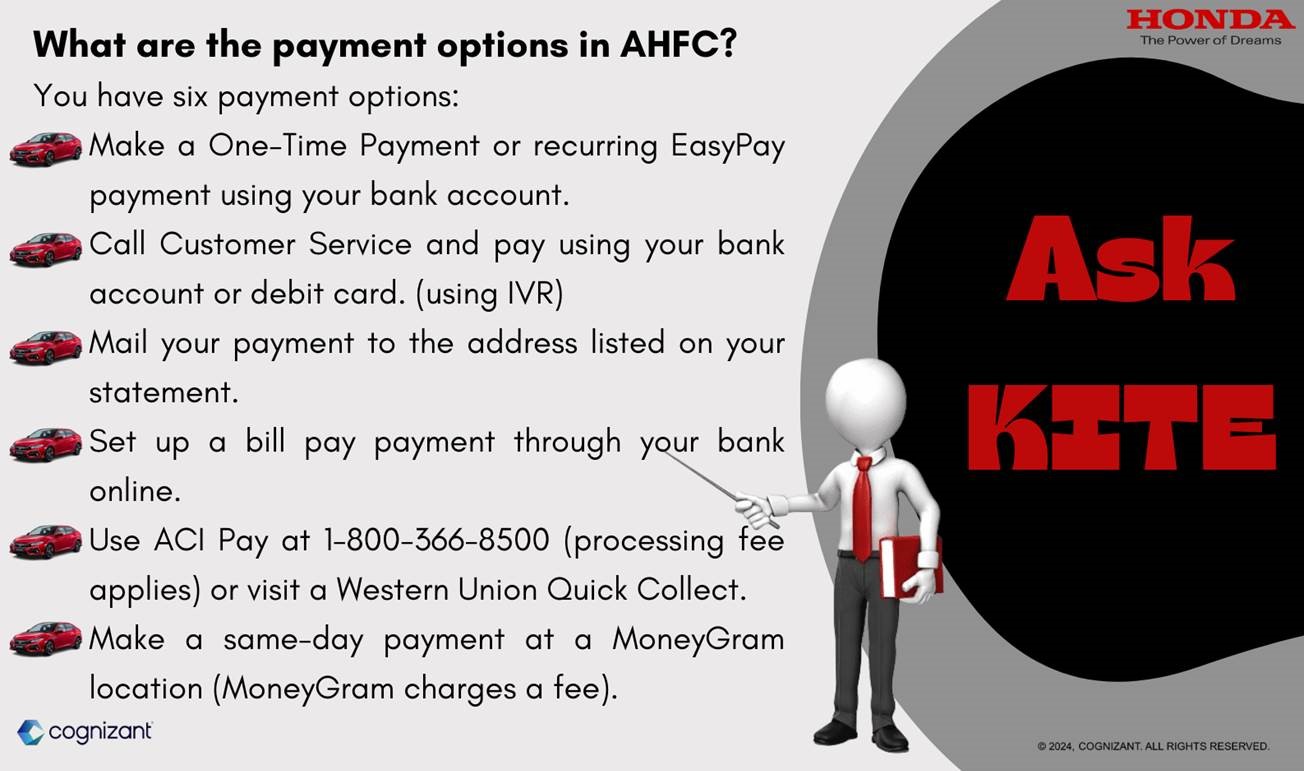 What are the payment options in AHFC?
You have six payment options:
Make a One-Time Payment or recurring EasyPay
payment using your bank account.
Call Customer Service and pay using your bank
account or debit card. (using IVR)
Mail your payment to the address listed on your
statement.
Set up a bill pay payment through your bank
online.
Use ACI Pay at 1-800-366-8500 (processing fee
applies) or visit a Western Union Quick Collect.
Make a same-day payment at a MoneyGram
location (MoneyGram charges a fee).
cognizant
HONDA
The Power of Dreams
Ask
KITE
© 2024, COGNIZANT. ALL RIGHTS RESERVED.